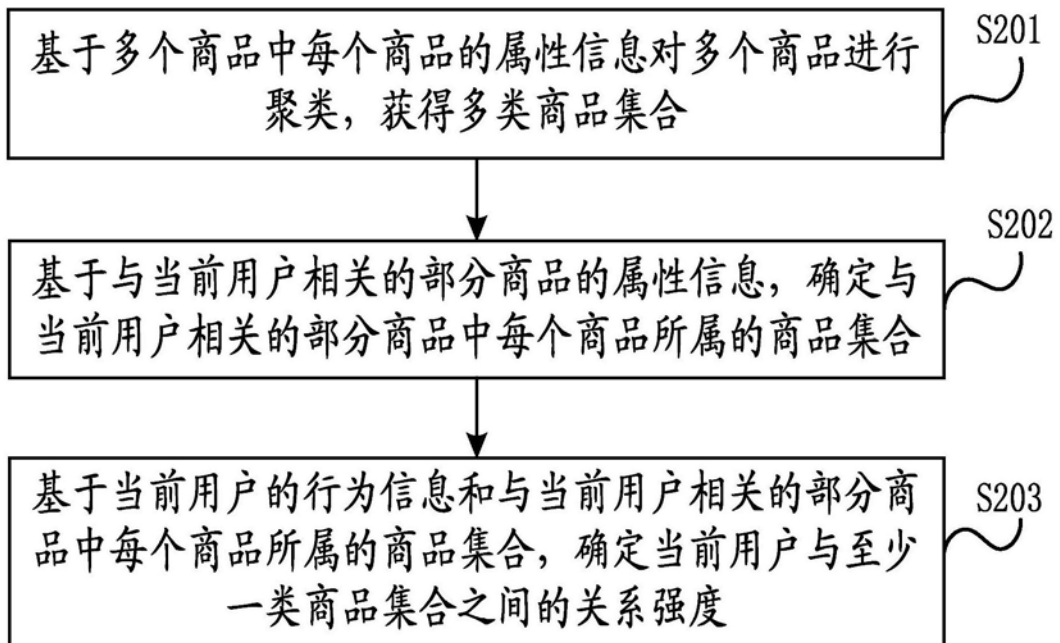 基于多个商品中每个商品的属性信息对多个商品进行
聚类，获得多类商品集合
S201
基于与当前用户相关的部分商品的属性信息，确定与
当前用户相关的部分商品中每个商品所属的商品集合
S202
基于当前用户的行为信息和与当前用户相关的部分商
品中每个商品所属的商品集合，确定当前用户与至少
一类商品集合之间的关系强度
S203